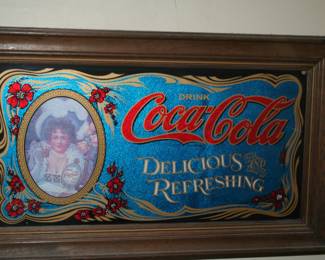 DRINK
Coca-Cola
DELICIOUS AND
REFRESHING